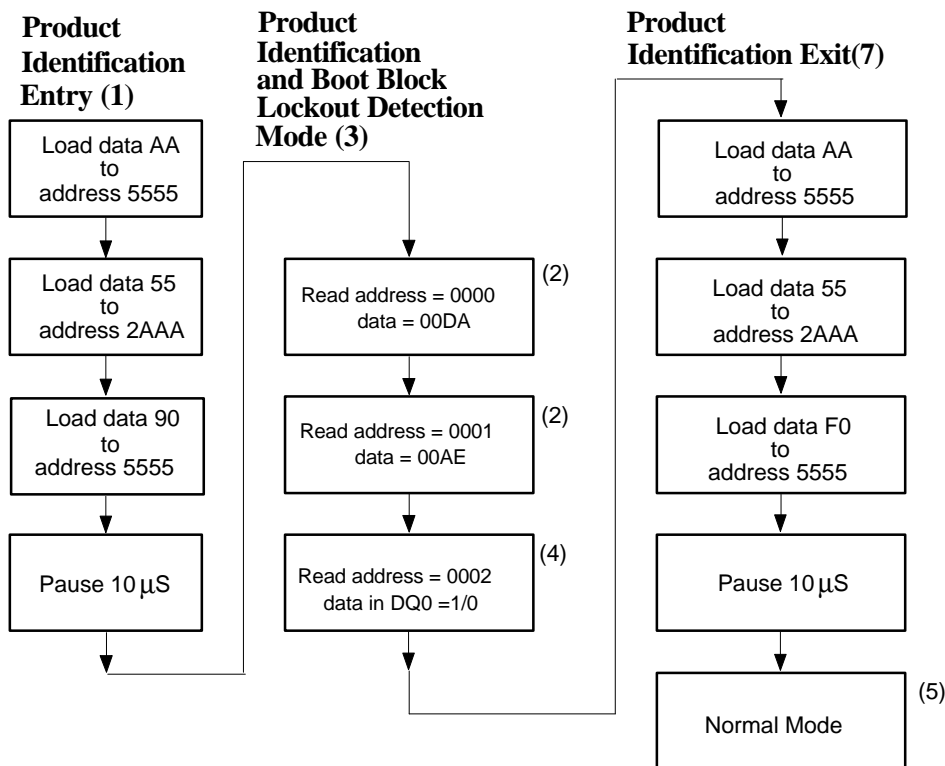 Product
Identification
Entry (1)
Load data AA
to
address 5555
Load data 55
to
address 2AAA
Load data 90
to
address 5555
Pause 10 μS
Product
Identification
and Boot Block
Lockout Detection
Mode (3)
(2)
Read address = 0000
data = 00DA
(2)
Read address = 0001
data = 00AE
(4)
Read address = 0002
data in DQ0 =1/0
Product
Identification Exit(7)
Load data AA
to
address 5555
Load data 55
to
address 2AAA
Load data F0
to
address 5555
Pause 10 μS
(5)
Normal Mode